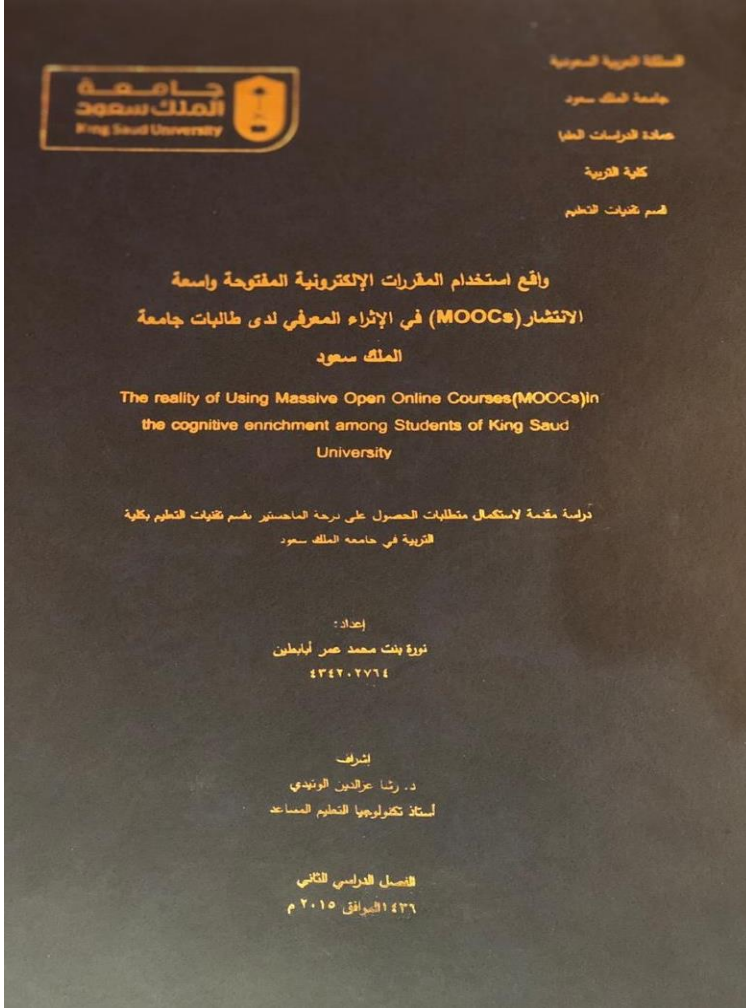 المملكة العربية السعودية
جامعة الملك سعود
عمادة الدراسات العليا
كلية التربية
قسم تقنيات التعليم
جامعة
الملك سعود
King Saud University
واقع استخدام المقررات الإلكترونية المفتوحة واسعة
الانتشار (MOOCs) في الإثراء المعرفي لدى طالبات جامعة
الملك سعود
The reality of Using Massive Open Online Courses(MOOCs)in
the cognitive enrichment among Students of King Saud
University
دراسة مقدمة لاستكمال متطلبات الحصول على درجة الماجستير بقسم تقنيات التعليم بكلية
التربية في جامعه الملك سعود
إعداد:
نورة بنت محمد عمر أبابطين
٤٣٤٢٠٢٧٦٤
إشراف
د. رشا عزالدين الوتيدي
أستاذ تكنولوجيا التعليم المساعد
الفصل الدراسي الثاني
١٤٣٦الموافق ٢٠١٥ م